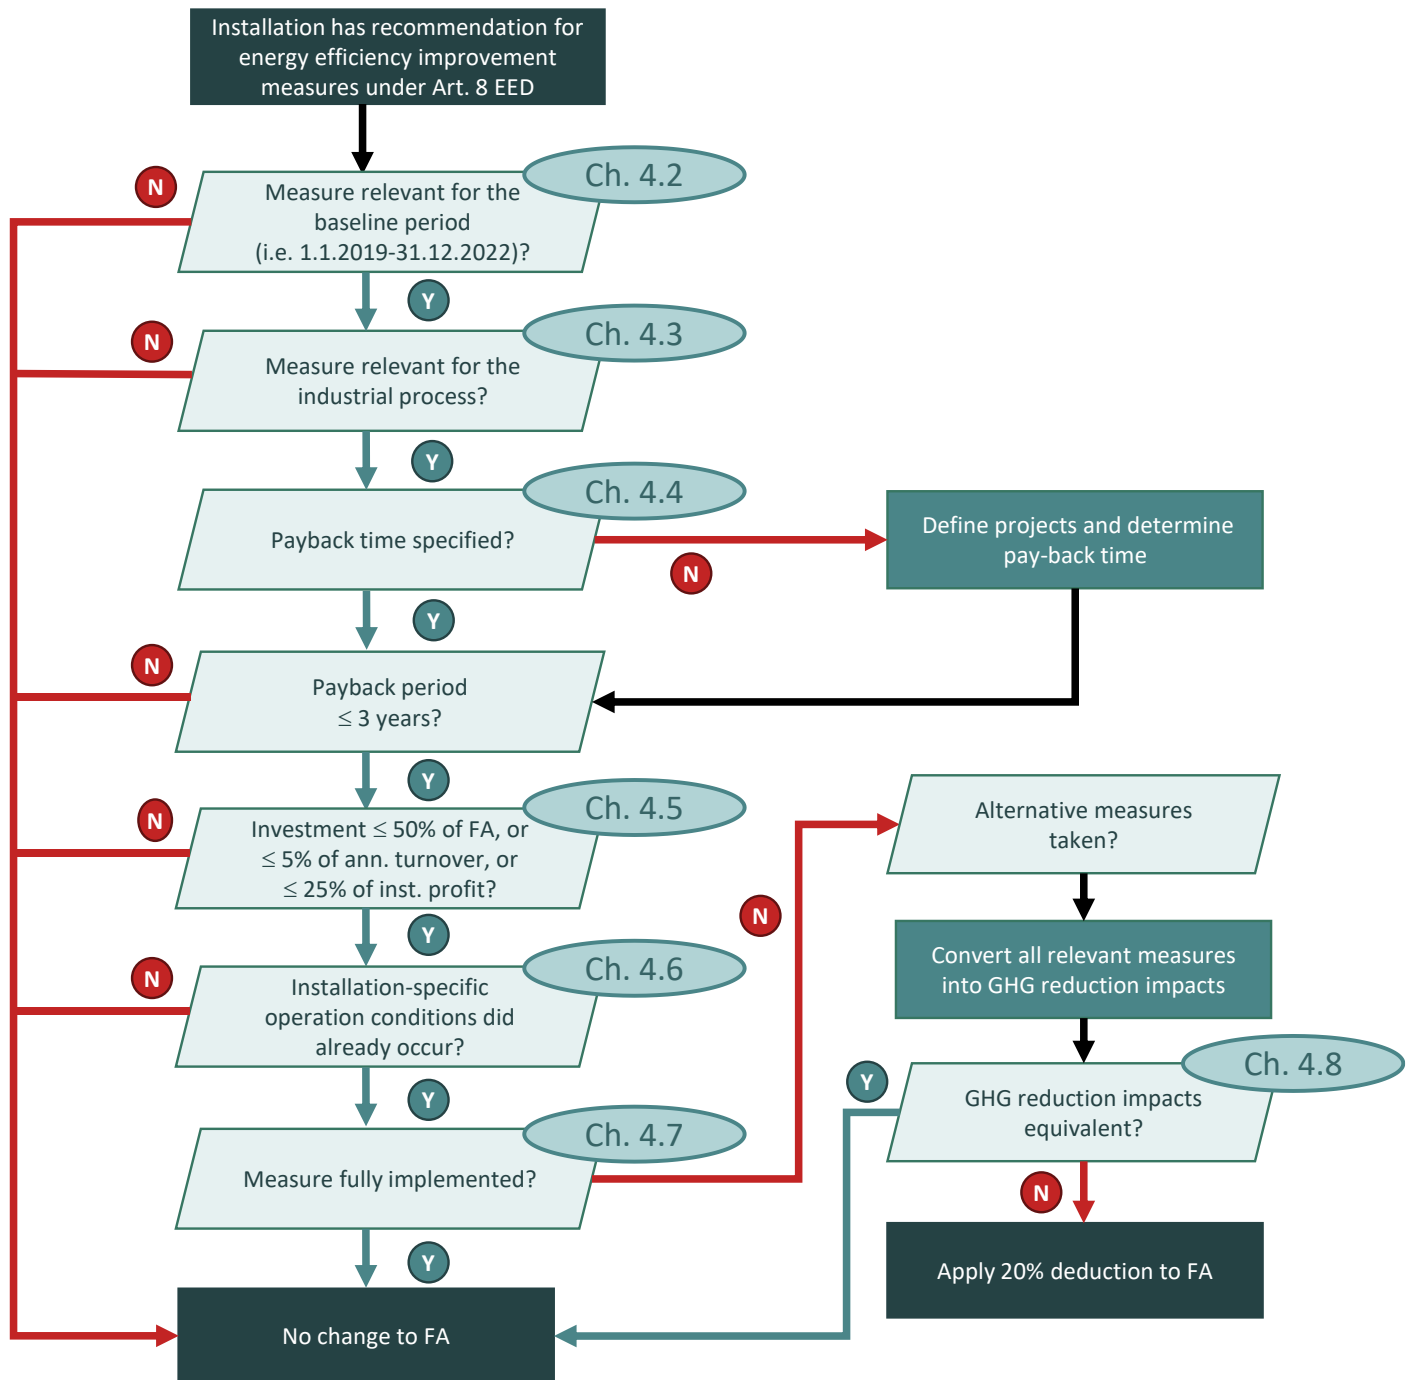 Installation has recommendation for
energy efficiency improvement
measures under Art. 8 EED
N
Ch. 4.2
Measure relevant for the
baseline period
(i.e. 1.1.2019-31.12.2022)?
Y
N
Ch. 4.3
Measure relevant for the
industrial process?
Y
Ch. 4.4
Payback time specified?
N
Define projects and determine
pay-back time
Y
N
Payback period
≤ 3 years?
Y
N
Ch. 4.5
Investment ≤ 50% of FA, or
≤ 5% of ann. turnover, or
≤ 25% of inst. profit?
Y
N
Ch. 4.6
Installation-specific
operation conditions did
already occur?
Y
Ch. 4.7
Measure fully implemented?
N
Alternative measures
taken?
Convert all relevant measures
into GHG reduction impacts
Ch. 4.8
Y
GHG reduction impacts
equivalent?
N
Apply 20% deduction to FA
Y
No change to FA